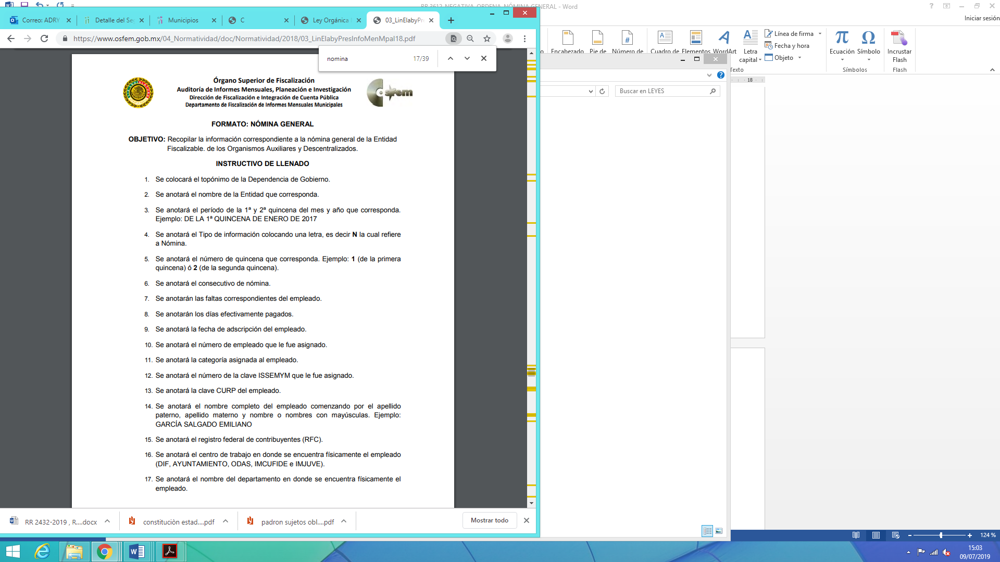 RR 3612-NEGATIVA, ORDENA, NÓMINA GENERAL - Word
Correo: ADRY
Detalle del Se
Municipios
C
Ley Orgánica
03_LinElabyPre
Iniciar sesión
https://www.osfem.gob.mx/04_Normatividad/doc/Normatividad/2018/03_LinElabyPresInfoMenMpal18.pdf
nomina 17/39
Encabezado
Pie de
Número de
Cuadro de
Elementos
WordArt
Letra
capital
Línea de firma
Fecha y hora
Objeto
Ecuación
Símbolo
Incrustar
Flash
Texto
Símbolos
Flash
18
Buscar en LEYES
Órgano Superior de Fiscalización
Auditoría de Informes Mensuales, Planeación e Investigación
Dirección de Fiscalización e Integración de Cuenta Pública
Departamento de Fiscalización de Informes Mensuales Municipales
osfem
FORMATO: NÓMINA GENERAL
OBJETIVO: Recopilar la información correspondiente a la nómina general de la Entidad
Fiscalizable. de los Organismos Auxiliares y Descentralizados.
INSTRUCTIVO DE LLENADO
1. Se colocará el topónimo de la Dependencia de Gobierno.
2. Se anotará el nombre de la Entidad que corresponda.
3. Se anotará el período de la 1ª y 2ª quincena del mes y año que corresponda.
Ejemplo: DE LA 1ª QUINCENA DE ENERO DE 2017
4. Se anotará el Tipo de información colocando una letra, es decir N la cual refiere
a Nómina.
5. Se anotará el número de quincena que corresponda. Ejemplo: 1 (de la primera
quincena) ó 2 (de la segunda quincena).
6. Se anotará el consecutivo de nómina.
7. Se anotarán las faltas correspondientes del empleado.
8. Se anotarán los días efectivamente pagados.
9. Se anotará la fecha de adscripción del empleado.
10. Se anotará el número de empleado que le fue asignado.
11. Se anotará la categoría asignada al empleado.
12. Se anotará el número de la clave ISSEMYM que le fue asignado.
13. Se anotará la clave CURP del empleado.
14. Se anotará el nombre completo del empleado comenzando por el apellido
paterno, apellido materno y nombre o nombres con mayúsculas. Ejemplo:
GARCÍA SALGADO EMILIANO
15. Se anotará el registro federal de contribuyentes (RFC).
16. Se anotará el centro de trabajo en donde se encuentra físicamente el empleado
(DIF, AYUNTAMIENTO, ODAS, IMCUFIDE e IMJUVE).
17. Se anotará el nombre del departamento en donde se encuentra físicamente el
empleado.
RR 2432-2019 , R....docx
constituciòn estad....pdf
padron sujetos obl....pdf
Mostrar todo
124 %
15:03
09/07/2019